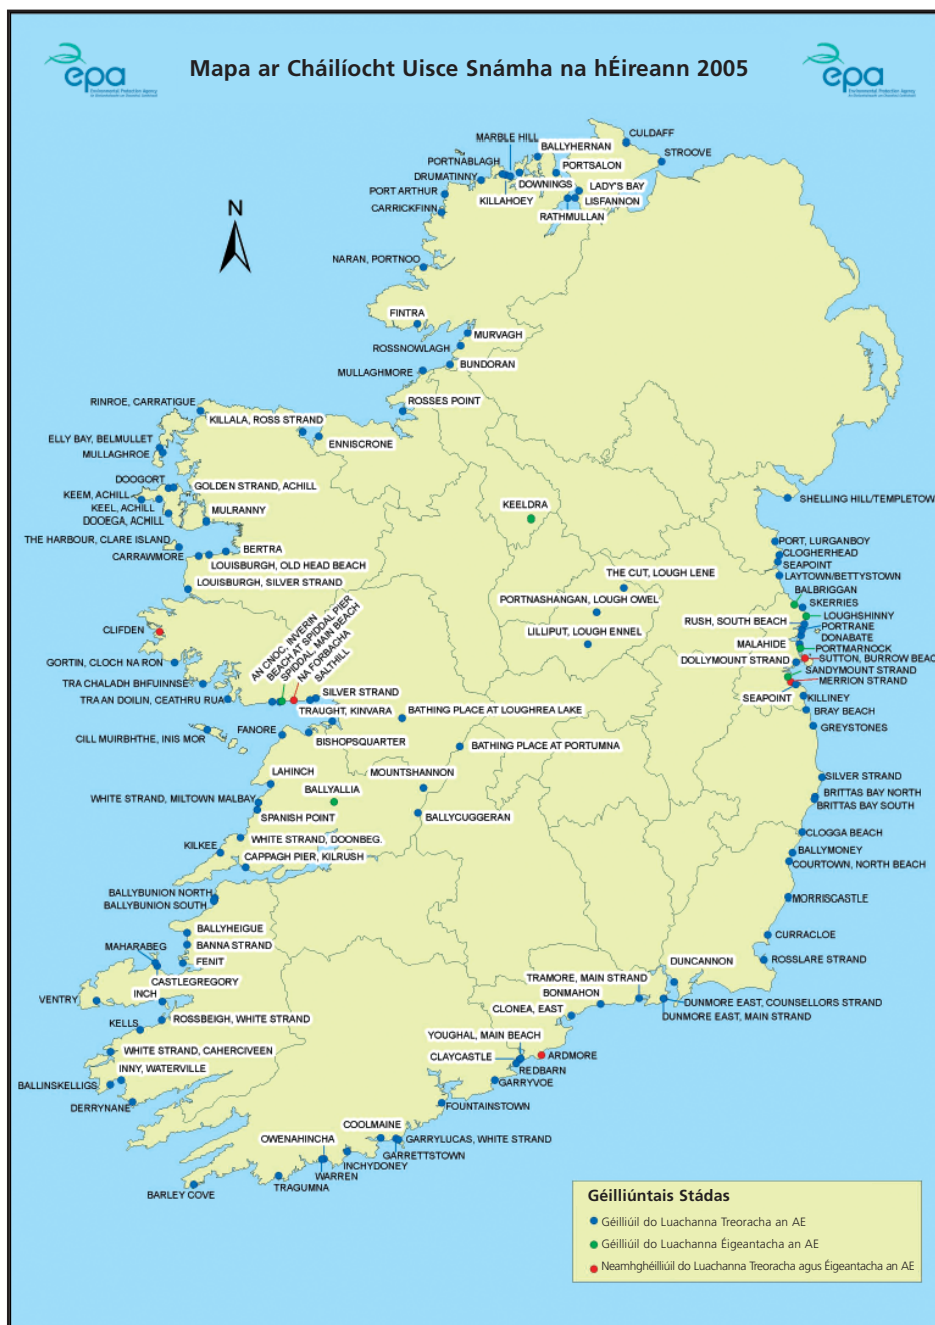 epa
Environmental Protection Agency
Mapa ar Cháilíocht Uisce Snámha na hÉireann 2005
epa
Environmental Protection Agency
N
CULDAFF
MARBLE HILL
BALLYHERNAN
STROOVE
PORTNABLAGH
PORTSALON
DRUMATINNY
DOWNINGS
LADY'S BAY
PORT ARTHUR
KILLAHOEY
LISFANNON
CARRICKFINN
RATHMULLAN
NARAN, PORTNOO
FINTRA
MURVAGH
ROSSNOWLAGH
BUNDORAN
MULLAGHMORE
RINROE, CARRATIGUE
ROSSES POINT
KILLALA, ROSS STRAND
ELLY BAY, BELMULLET
ENNISCRONE
MULLAGHROE
DOOGORT
GOLDEN STRAND, ACHILL
KEEM, ACHILL
KEEL, ACHILL
MULRANNY
DOOEGA, ACHILL
KEELDRA
SHELLING HILL/TEMPLETOW
THE HARBOUR, CLARE ISLAND
PORT, LURGANBOY
CARRAWMORE
BERTRA
CLOGHERHEAD
LOUISBURGH, OLD HEAD BEACH
SEAPOINT
LOUISBURGH, SILVER STRAND
THE CUT, LOUGH LENE
LAYTOWN/BETTYSTOWN
BALBRIGGAN
PORTNASHANGAN, LOUGH OWEL
SKERRIES
LOUGHSHINNY
RUSH, SOUTH BEACH
PORTRANE
CLIFDEN
LILLIPUT, LOUGH ENNEL
DONABATE
MALAHIDE
PORTMARNOCK
DOLLYMOUNT STRAND
SUTTON, BURROW BEAC
SANDYMOUNT STRAND
MERRION STRAND
SEAPOINT
KILLINEY
BRAY BEACH
GREYSTONES
GORTIN, CLOCH NA RON
AN CNOC, INVERIN
BEACH AT SPIDDAL PIER
SPIDDAL, MAIN BEACH
NA FORBACHA
SALTHILL
TRA CHALADH BHFUINNSE
TRA AN DOILIN, CEATHRU RUA
SILVER STRAND
TRAUGHT, KINVARA
BATHING PLACE AT LOUGHREA LAKE
FANORE
CILL MUIRBHTHE, INIS MOR
BISHOPSQUARTER
BATHING PLACE AT PORTUMNA
LAHINCH
MOUNTSHANNON
SILVER STRAND
BALLYALLIA
BRITTAS BAY NORTH
WHITE STRAND, MILTOWN MALBAY
BRITTAS BAY SOUTH
SPANISH POINT
BALLYCUGGERAN
CLOGGA BEACH
WHITE STRAND, DOONBEG.
KILKEE
BALLYMONEY
CAPPAGH PIER, KILRUSH
COURTOWN, NORTH BEACH
BALLYBUNION NORTH
BALLYBUNION SOUTH
MORRISCASTLE
BALLYHEIGUE
CURRACLOE
MAHARABEG
BANNA STRAND
FENIT
DUNCANNON
ROSSLARE STRAND
CASTLEGREGORY
TRAMORE, MAIN STRAND
VENTRY
INCH
BONMAHON
DUNMORE EAST, COUNSELLORS STRAND
CLONEA, EAST
DUNMORE EAST, MAIN STRAND
KELLS
ROSSBEIGH, WHITE STRAND
YOUGHAL, MAIN BEACH
WHITE STRAND, CAHERCIVEEN
CLAYCASTLE
ARDMORE
INNY, WATERVILLE
REDBARN
BALLINSKELLIGS
GARRYVOE
DERRYNANE
FOUNTAINSTOWN
COOLMAINE
OWENAHINCHA
GARRYLUCAS, WHITE STRAND
GARRETTSTOWN
INCHYDONEY
WARREN
TRAGUMNA
BARLEY COVE
Géilliúntais Stádas
Géilliúil do Luachanna Treoracha an AE
Géilliúil do Luachanna Éigeantacha an AE
Neamhghéilliúil do Luachanna Treoracha agus Éigeantacha an AE